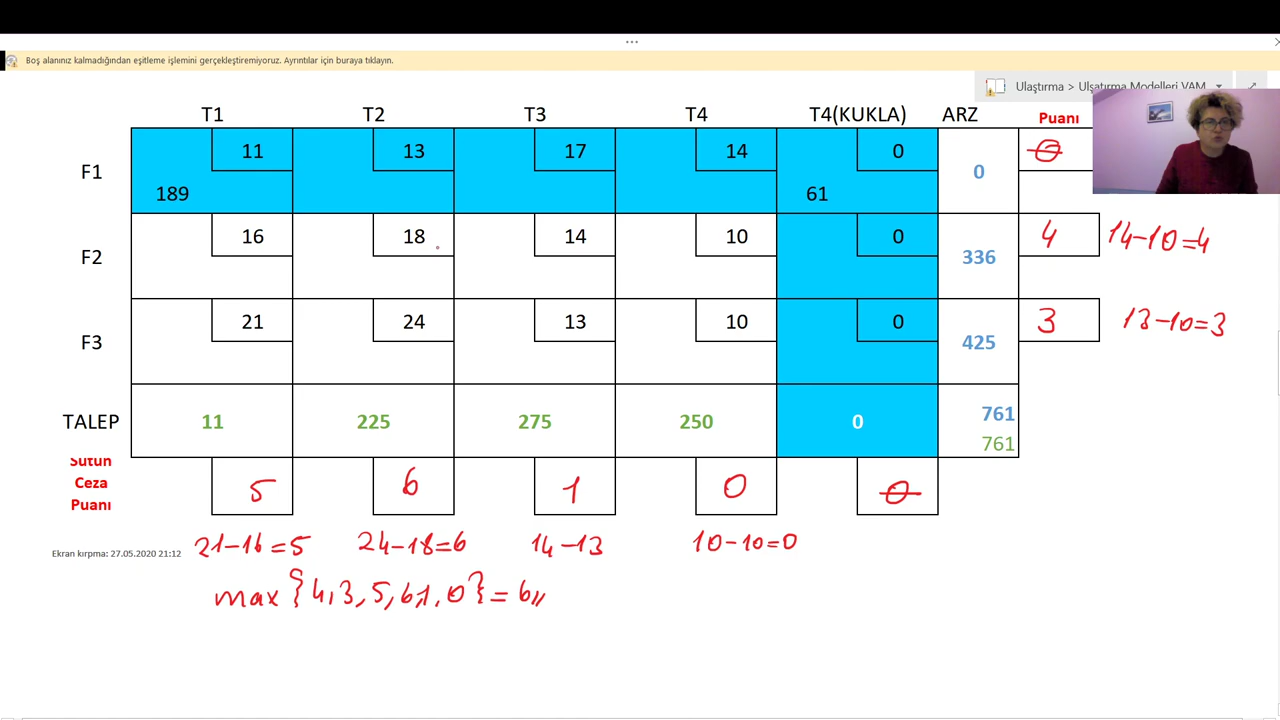 Boş alanınız kalmadığından eşitleme işlemini gerçekleştiremiyoruz. Ayrıntılar için buraya tıklayın.
Ulaştırma > Ulşatırma Modelleri VAM
T1 T2 T3 T4 T4(KUKLA) ARZ Puanı
F1 11 13 17 14 0 0 0
189 61
F2 16 18 14 10 0 336 4 14-10=4
F3 21 24 13 10 0 425 3 13-10=3
TALEP 11 225 275 250 0 761
761
Sütun
Ceza
Puanı
5 6 1 0 0
21-16=5 24-18=6 14-13 10-10=0
Ekran kırpma: 27.05.2020 21:12
max {4,3,5,6,1,0} = 6,,